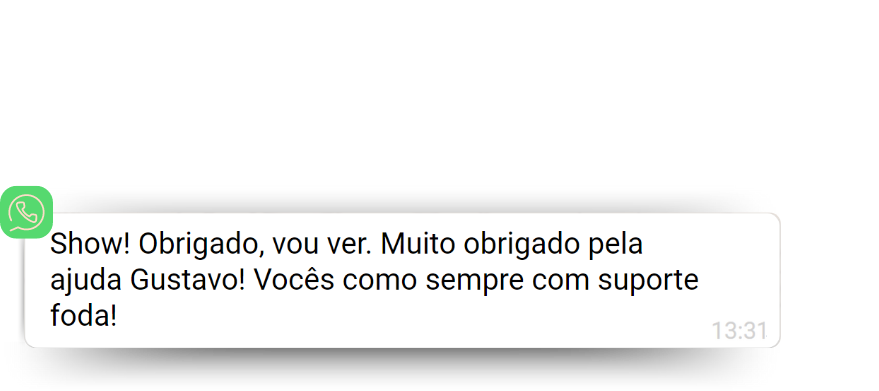 Show! Obrigado, vou ver. Muito obrigado pela
ajuda Gustavo! Vocês como sempre com suporte
foda!
13:31